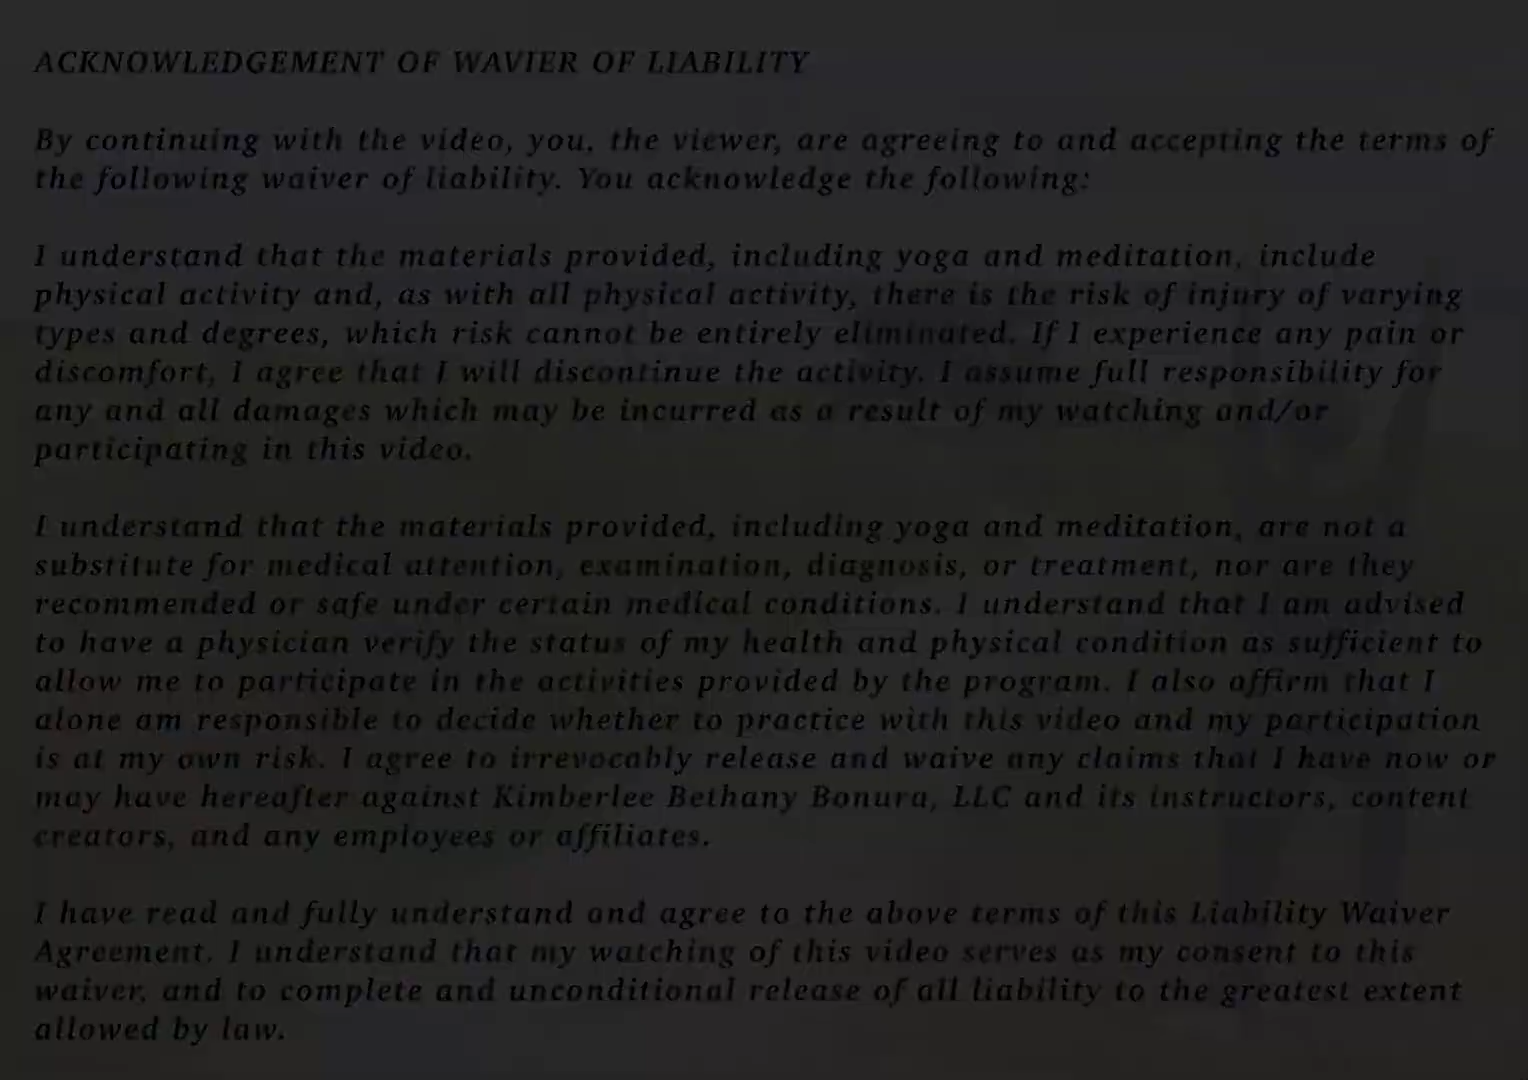 ACKNOWLEDGEMENT OF WAVIER OF LIABILITY
By continuing with the video, you, the viewer, are agreeing to and accepting the terms of
the following waiver of liability. You acknowledge the following:
I understand that the materials provided, including yoga and meditation, include
physical activity and, as with all physical activity, there is the risk of injury of varying
types and degrees, which risk cannot be entirely eliminated. If I experience any pain or
discomfort, I agree that I will discontinue the activity. I assume full responsibility for
any and all damages which may be incurred as a result of my watching and/or
participating in this video.
I understand that the materials provided, including yoga and meditation, are not a
substitute for medical attention, examination, diagnosis, or treatment, nor are they
recommended or safe under certain medical conditions. I understand that I am advised
to have a physician verify the status of my health and physical condition as sufficient to
allow me to participate in the activities provided by the program. I also affirm that I
alone am responsible to decide whether to practice with this video and my participation
is at my own risk. I agree to irrevocably release and waive any claims that I have now or
may have hereafter against Kimberlee Bethany Bonura, LLC and its instructors, content
creators, and any employees or affiliates.
I have read and fully understand and agree to the above terms of this Liability Waiver
Agreement. I understand that my watching of this video serves as my consent to this
waiver, and to complete and unconditional release of all liability to the greatest extent
allowed by law.